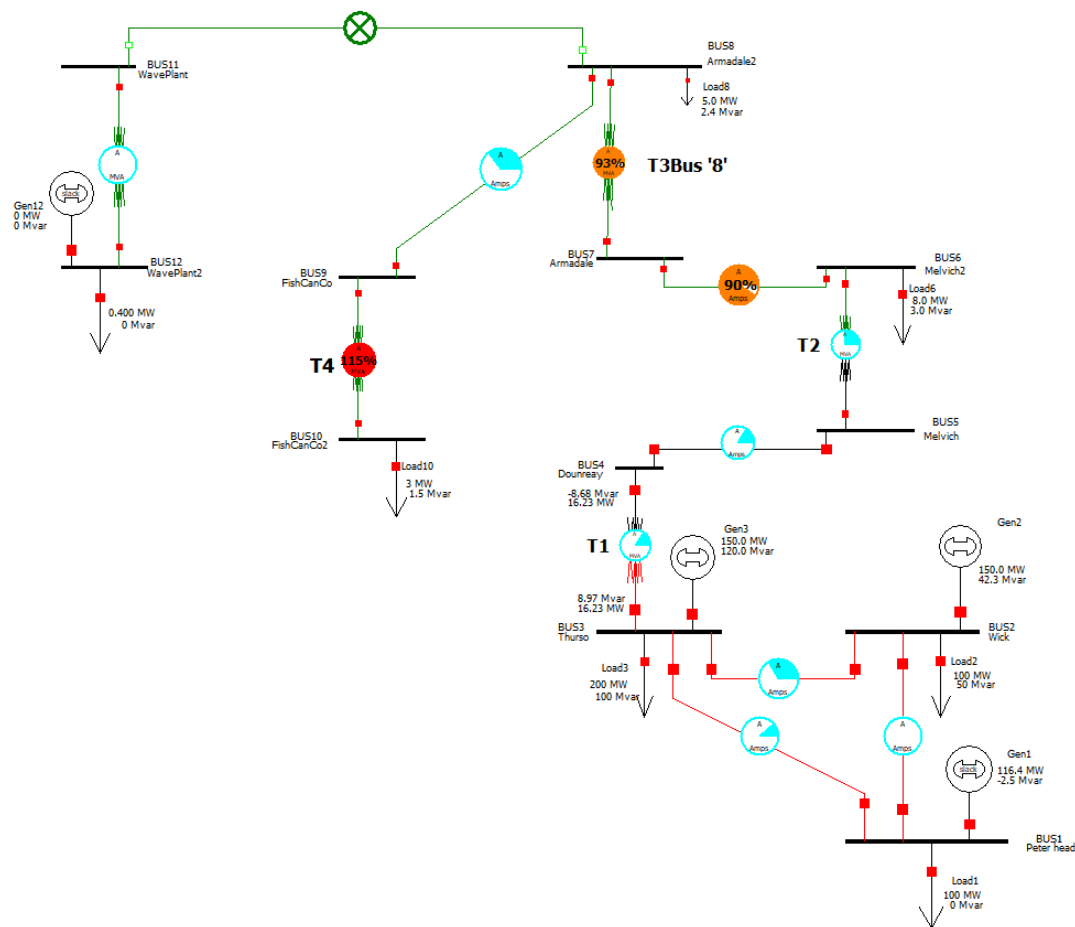 BUS8
Armadale2
BUS11
WavePlant
Load8
5.0 MW
2.4 Mvar
A
MVA
A
Amps
A
93%
MVA
T3Bus '8'
slack
Gen12
0 MW
0 Mvar
BUS12
WavePlant2
0.400 MW
0 Mvar
BUS7
Armadale
BUS6
Melvich2
BUS9
FishCanCo
A
90%
Amps
Load6
8.0 MW
3.0 Mvar
T4
A
115%
MVA
T2
A
MVA
BUS10
FishCanCo2
BUS5
Melvich
A
Amps
Load10
3 MW
1.5 Mvar
BUS4
Dounreay
-8.68 Mvar
16.23 MW
T1
A
MVA
Gen3
150.0 MW
120.0 Mvar
Gen2
150.0 MW
42.3 Mvar
8.97 Mvar
16.23 MW
BUS3
Thurso
BUS2
Wick
Load3
200 MW
100 Mvar
A
Amps
Load2
100 MW
50 Mvar
A
Amps
A
Amps
Gen1
slack
116.4 MW
-2.5 Mvar
BUS1
Peter head
Load1
100 MW
0 Mvar